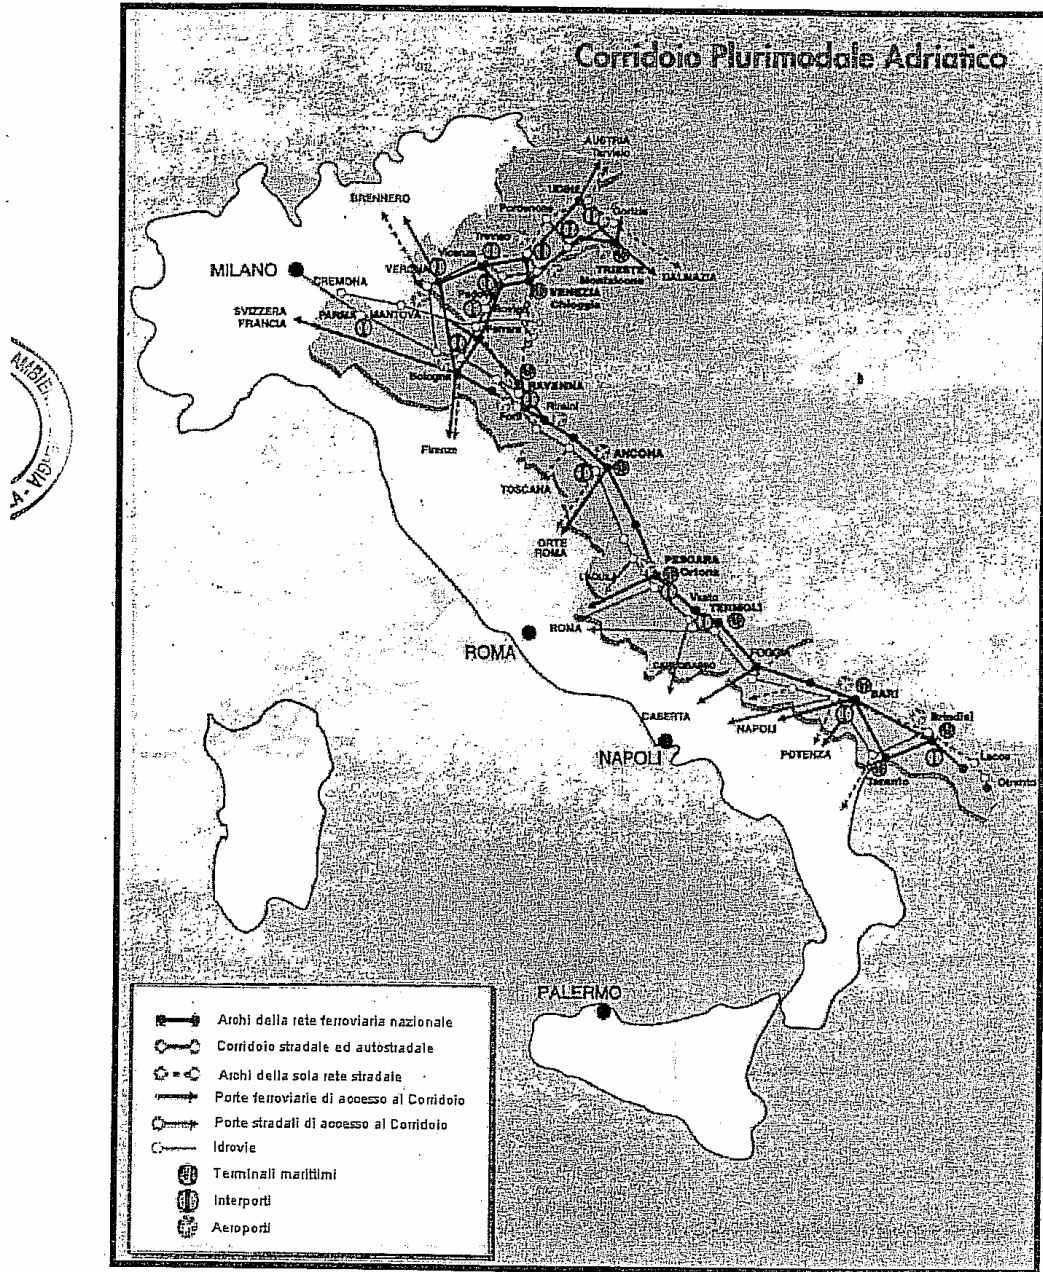 Corridoio Plurimodale Adriatico
AUSTRIA
Tarvisio
UDINE
BRENNERO
Pordenone
Gorizia
Treviso
Vicenza
MILANO
VERONA
TRIESTE
Monfalcone
DALMAZIA
CREMONA
VENEZIA
Chioggia
SVIZZERA
FRANCIA
PARMA
MANTOVA
Ferrara
Bologna
RAVENNA
Forlì
Rimini
Firenze
ANCONA
TOSCANA
ORTE
ROMA
PESCARA
Ortona
L'AQUILA
Vasto
TERMOLI
ROMA
ROMA
FOGGIA
CAMPOBASSO
BARI
CASERTA
NAPOLI
Brindisi
NAPOLI
POTENZA
Lecce
Taranto
Otranto
PALERMO
Archi della rete ferroviaria nazionale
Corridoio stradale ed autostradale
Archi della sola rete stradale
Porte ferroviarie di accesso al Corridoio
Porte stradali di accesso al Corridoio
Idrovie
Terminali marittimi
Interporti
Aeroporti